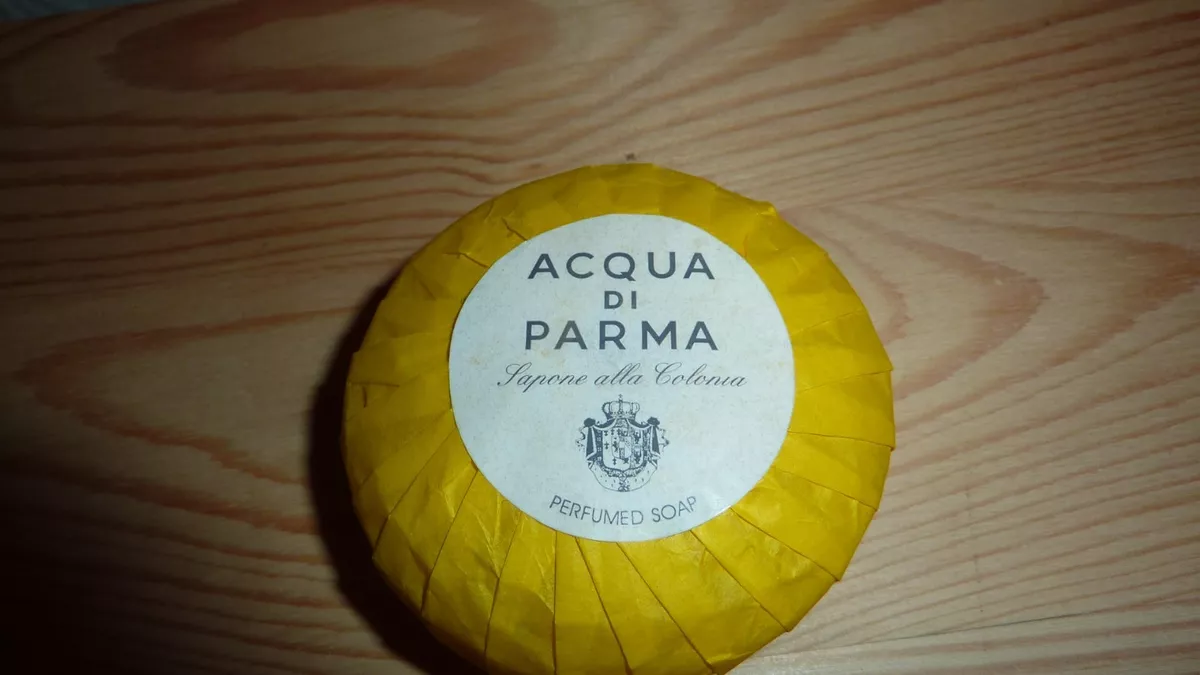 ACQUA
DI
PARMA
Sapone alla Colonia
PERFUMED SOAP